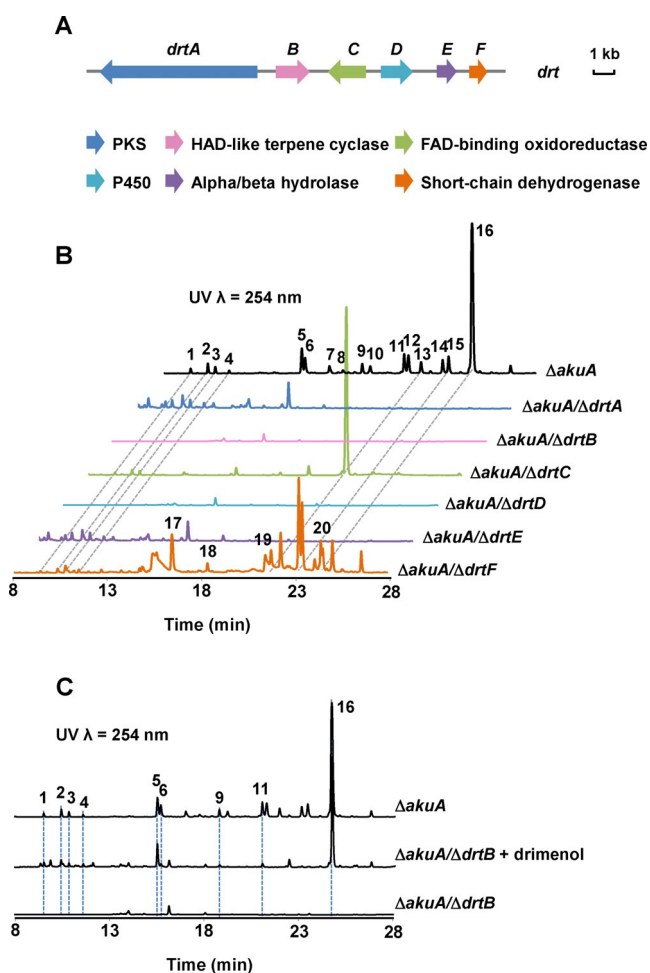 A
drtA B C D E F
drt
1 kb
PKS HAD-like terpene cyclase FAD-binding oxidoreductase
P450 Alpha/beta hydrolase Short-chain dehydrogenase
B
16
UV λ = 254 nm
1 2 3 4 5 6 7 8 9 10 11 12 13 14 15
ΔakuA
ΔakuA/ΔdrtA
ΔakuA/ΔdrtB
ΔakuA/ΔdrtC
ΔakuA/ΔdrtD
ΔakuA/ΔdrtE
17 18 19 20
ΔakuA/ΔdrtF
8 13 18 23 28
Time (min)
C
16
UV λ = 254 nm
1 2 3 4 5 6 9 11
ΔakuA
ΔakuA/ΔdrtB + drimenol
ΔakuA/ΔdrtB
8 13 18 23 28
Time (min)